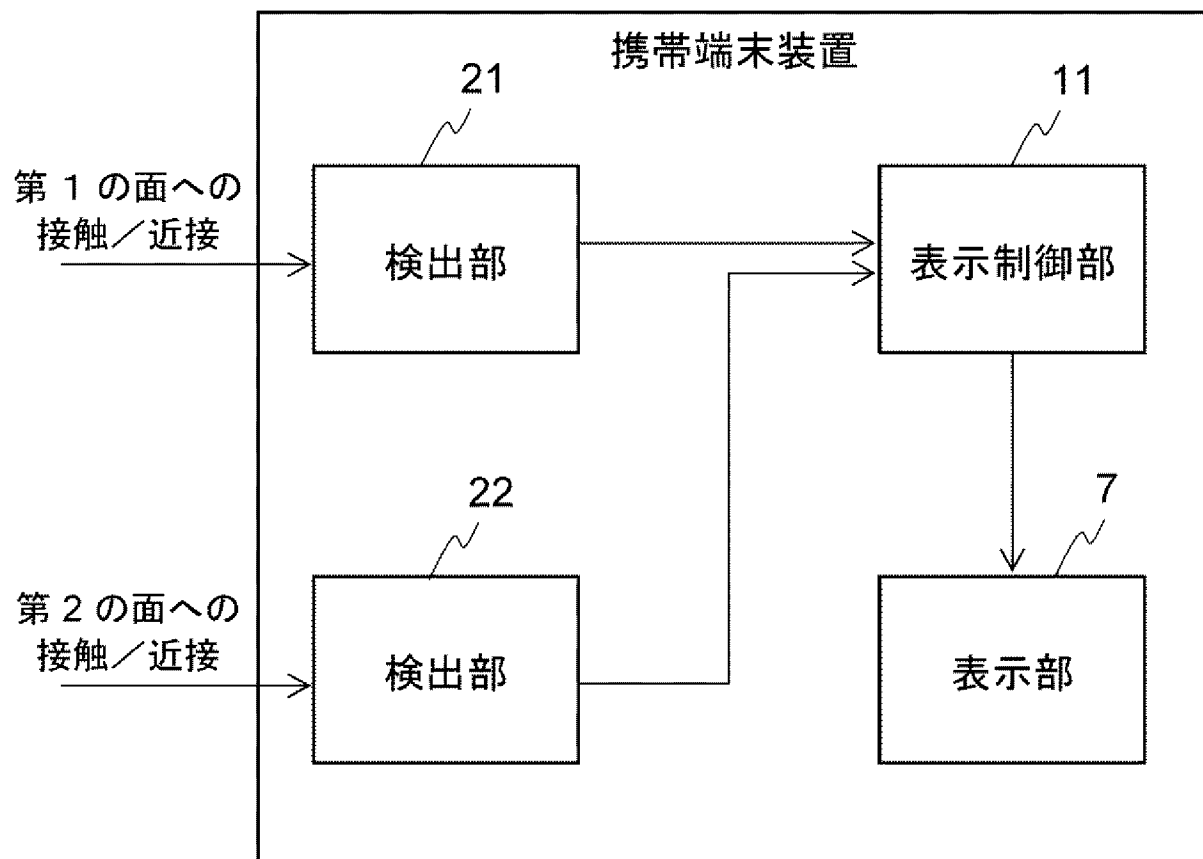 携帯端末装置
21
11
第1の面への
接触／近接
検出部
表示制御部
22
7
第2の面への
接触／近接
検出部
表示部